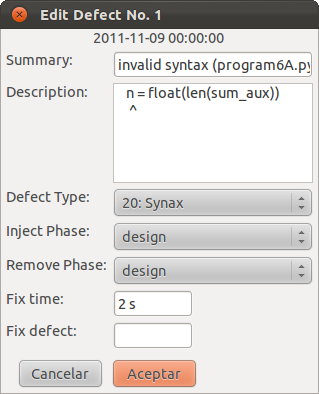 Edit Defect No. 1
2011-11-09 00:00:00
Summary: invalid syntax (program6A.py
Description: n = float(len(sum_aux))
^
Defect Type: 20: Synax
Inject Phase: design
Remove Phase: design
Fix time: 2 s
Fix defect:
Cancelar Aceptar